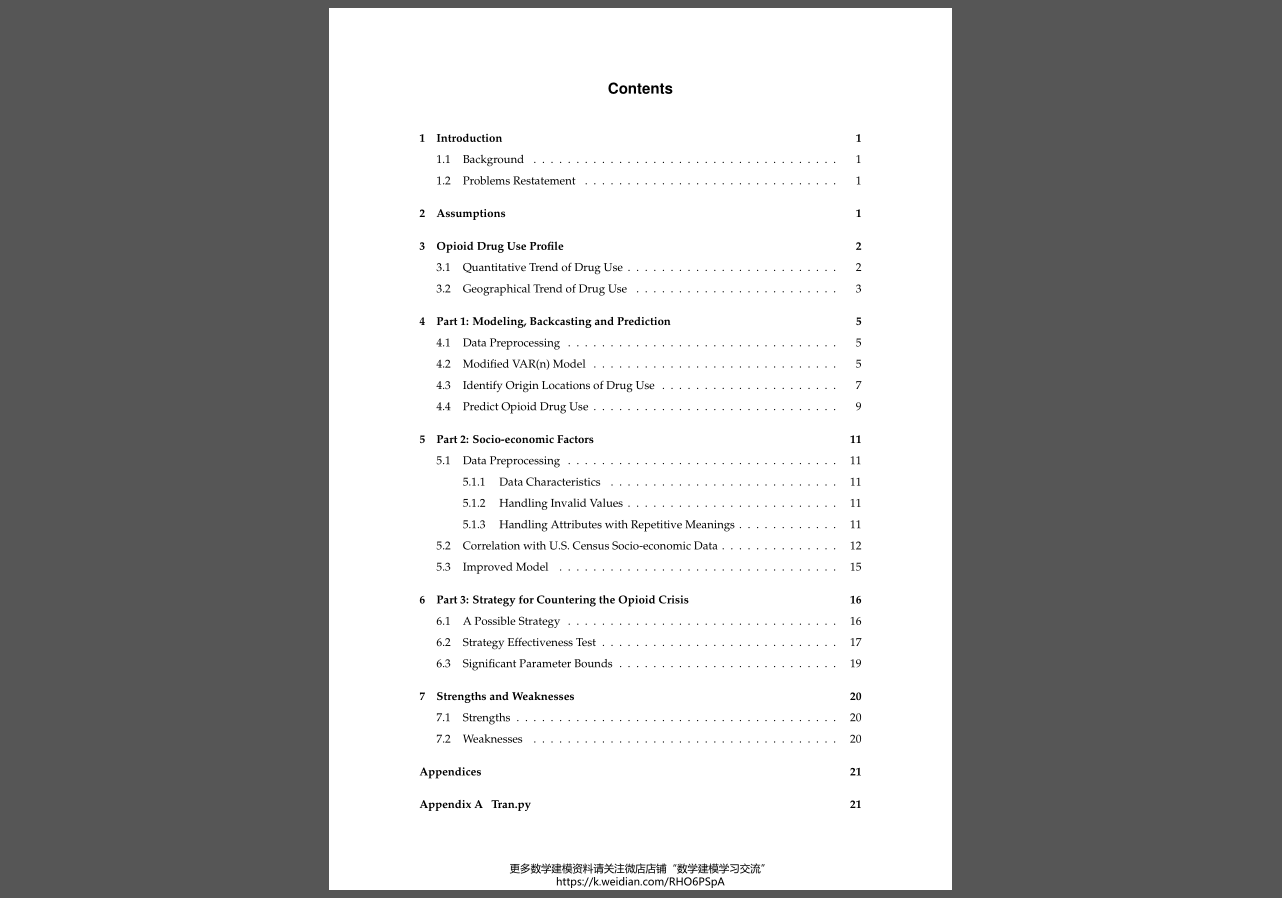 Contents
1 Introduction 1
1.1 Background . . . . . . . . . . . . . . . . . . . . . . . . . . . . . . . . . . . . 1
1.2 Problems Restatement . . . . . . . . . . . . . . . . . . . . . . . . . . . . . . 1
2 Assumptions 1
3 Opioid Drug Use Profile 2
3.1 Quantitative Trend of Drug Use . . . . . . . . . . . . . . . . . . . . . . . . . 2
3.2 Geographical Trend of Drug Use . . . . . . . . . . . . . . . . . . . . . . . . 3
4 Part 1: Modeling, Backcasting and Prediction 5
4.1 Data Preprocessing . . . . . . . . . . . . . . . . . . . . . . . . . . . . . . . . 5
4.2 Modified VAR(n) Model . . . . . . . . . . . . . . . . . . . . . . . . . . . . . 5
4.3 Identify Origin Locations of Drug Use . . . . . . . . . . . . . . . . . . . . . 7
4.4 Predict Opioid Drug Use . . . . . . . . . . . . . . . . . . . . . . . . . . . . . 9
5 Part 2: Socio-economic Factors 11
5.1 Data Preprocessing . . . . . . . . . . . . . . . . . . . . . . . . . . . . . . . . 11
5.1.1 Data Characteristics . . . . . . . . . . . . . . . . . . . . . . . . . . . 11
5.1.2 Handling Invalid Values . . . . . . . . . . . . . . . . . . . . . . . . . 11
5.1.3 Handling Attributes with Repetitive Meanings . . . . . . . . . . . . 11
5.2 Correlation with U.S. Census Socio-economic Data . . . . . . . . . . . . . . 12
5.3 Improved Model . . . . . . . . . . . . . . . . . . . . . . . . . . . . . . . . . 15
6 Part 3: Strategy for Countering the Opioid Crisis 16
6.1 A Possible Strategy . . . . . . . . . . . . . . . . . . . . . . . . . . . . . . . . 16
6.2 Strategy Effectiveness Test . . . . . . . . . . . . . . . . . . . . . . . . . . . . 17
6.3 Significant Parameter Bounds . . . . . . . . . . . . . . . . . . . . . . . . . . 19
7 Strengths and Weaknesses 20
7.1 Strengths . . . . . . . . . . . . . . . . . . . . . . . . . . . . . . . . . . . . . . 20
7.2 Weaknesses . . . . . . . . . . . . . . . . . . . . . . . . . . . . . . . . . . . . 20
Appendices 21
Appendix A Tran.py 21
更多数学建模资料请关注微店店铺“数学建模学习交流”
https://k.weidian.com/RHO6PSpA